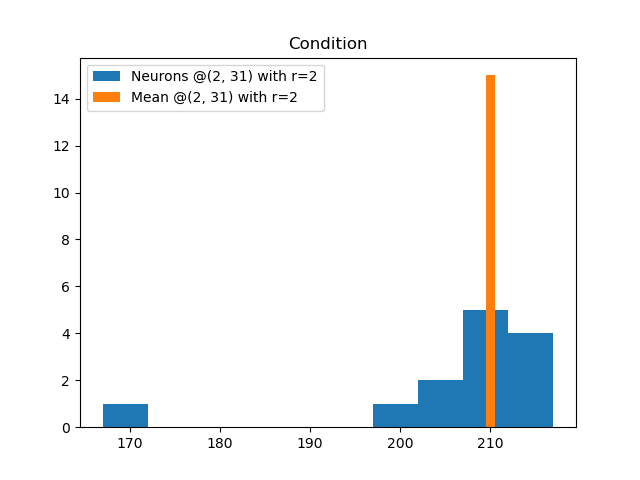 Condition
Neurons @(2, 31) with r=2
Mean @(2, 31) with r=2
14
12
10
8
6
4
2
0
170 180 190 200 210